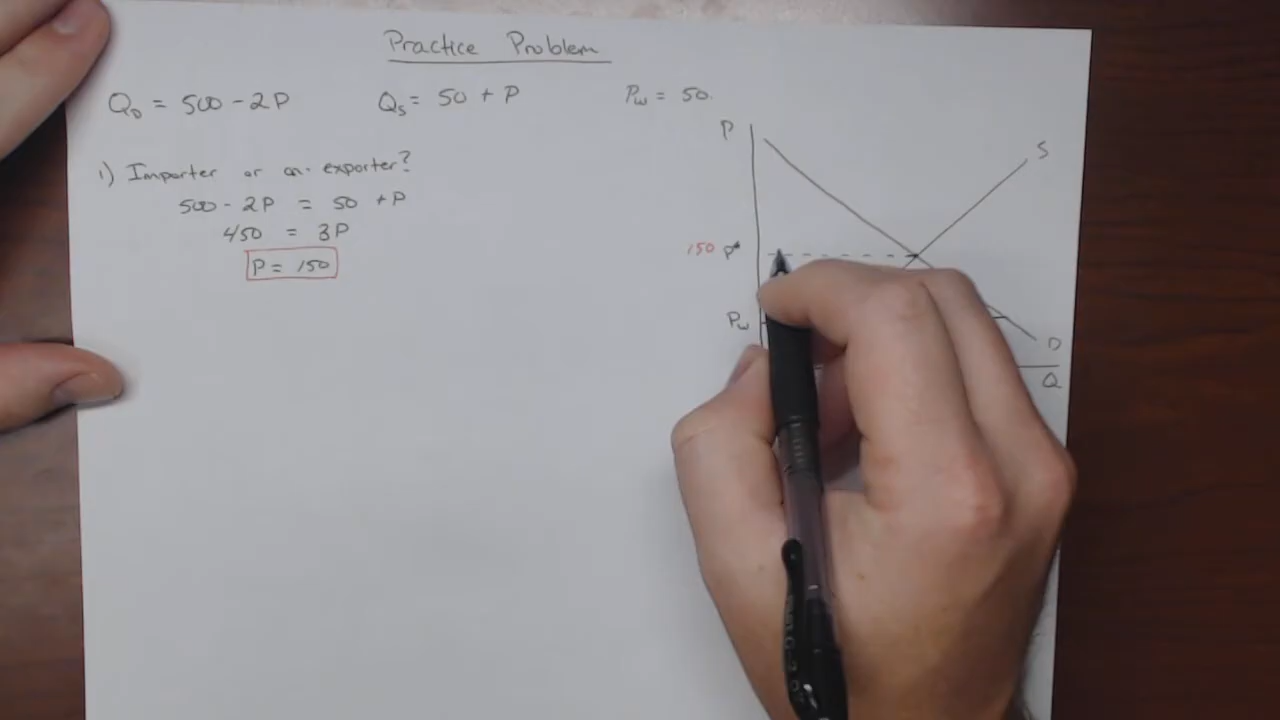 Practice Problem
Q_D = 500 - 2P
Q_S = 50 + P
P_W = 50.
1) Importer or an exporter?
500 - 2P = 50 + P
450 = 3P
P = 150
P
S
150 P*
P_W
D
Q